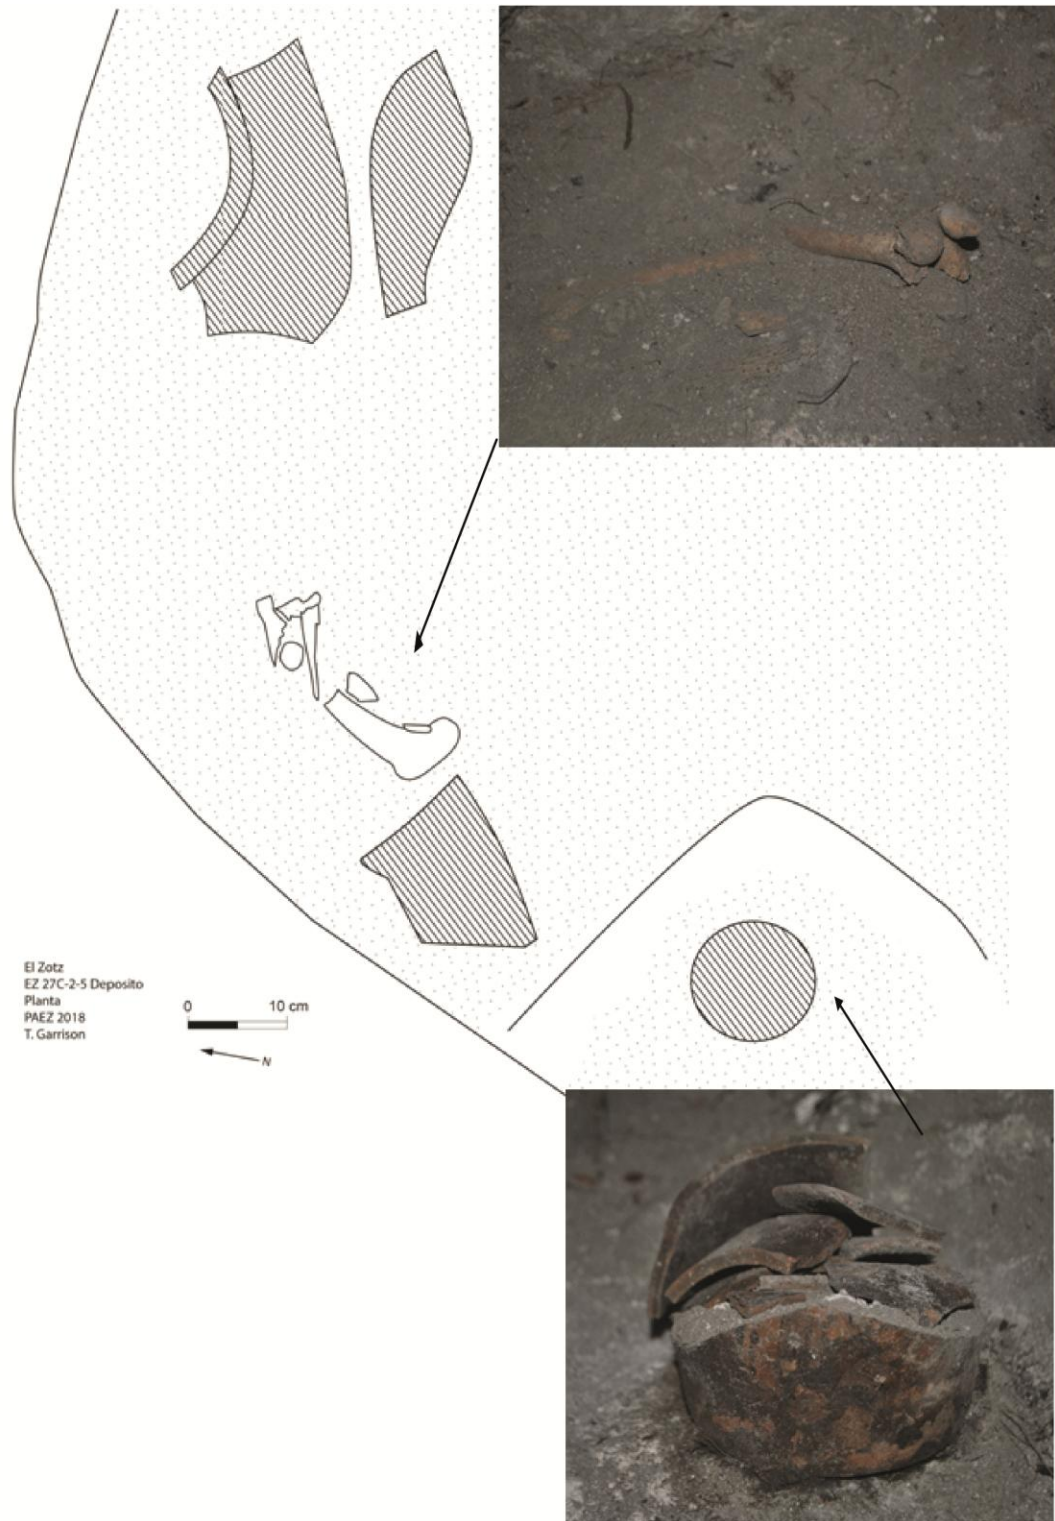 El Zotz
EZ 27C-2-5 Deposito
Planta
PAEZ 2018
T. Garrison
0 10 cm
N